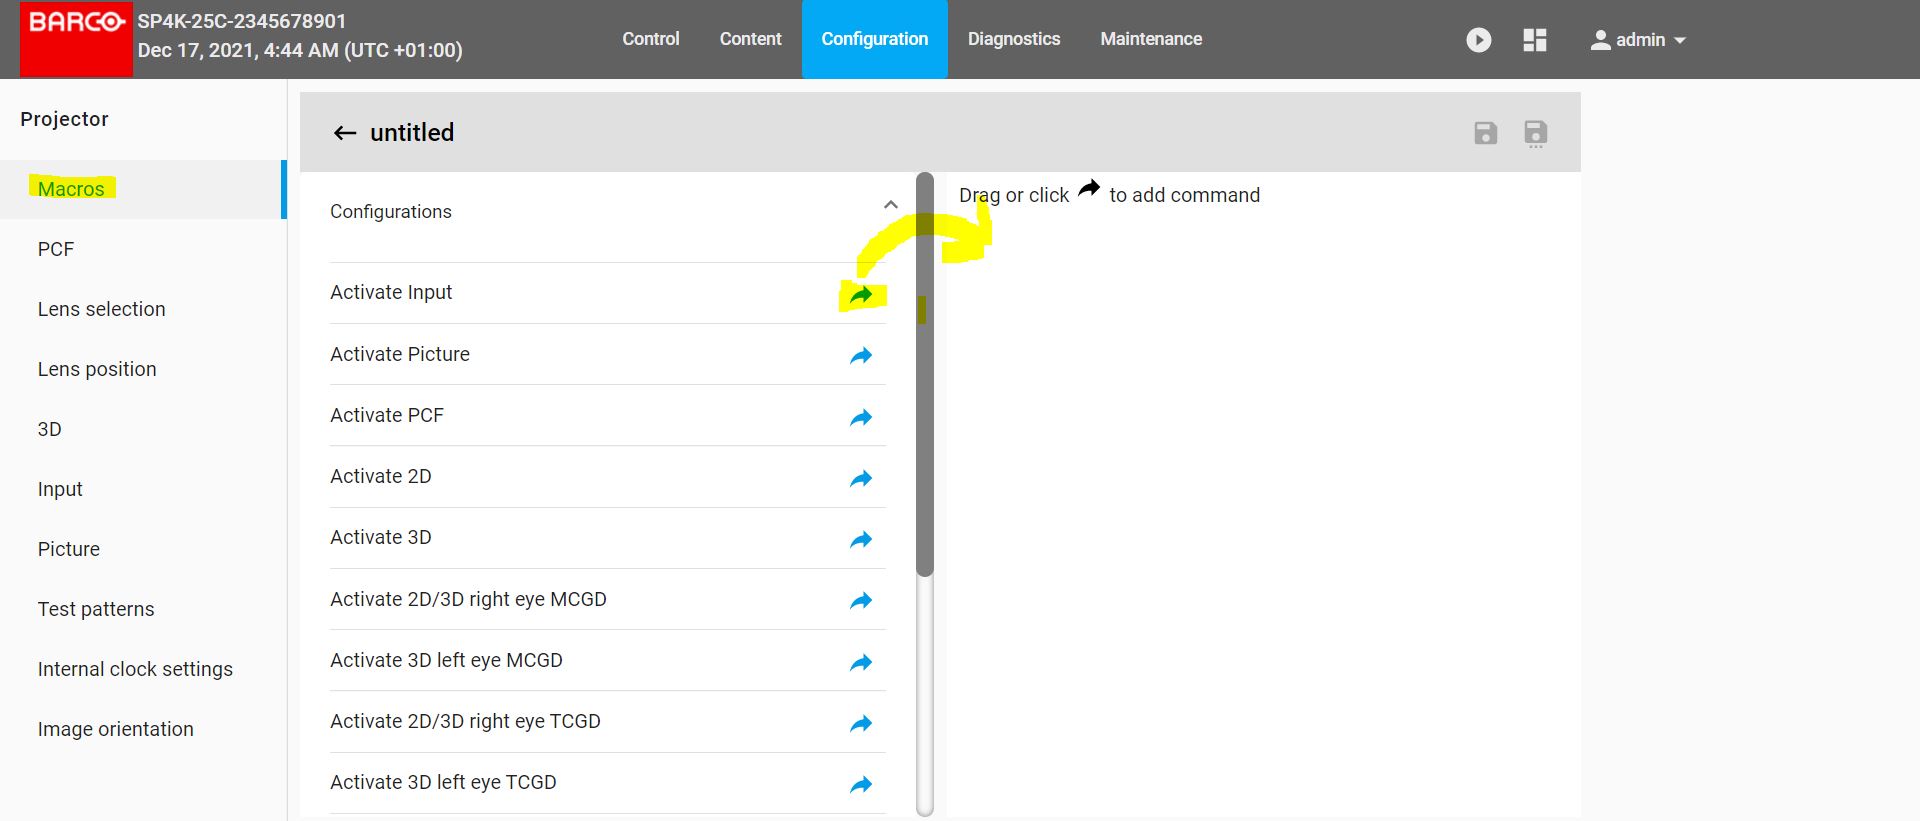 BARCO
SP4K-25C-2345678901
Dec 17, 2021, 4:44 AM (UTC +01:00)
Control
Content
Configuration
Diagnostics
Maintenance
admin
Projector
Macros
PCF
Lens selection
Lens position
3D
Input
Picture
Test patterns
Internal clock settings
Image orientation
untitled
Configurations
Activate Input
Activate Picture
Activate PCF
Activate 2D
Activate 3D
Activate 2D/3D right eye MCGD
Activate 3D left eye MCGD
Activate 2D/3D right eye TCGD
Activate 3D left eye TCGD
Drag or click to add command